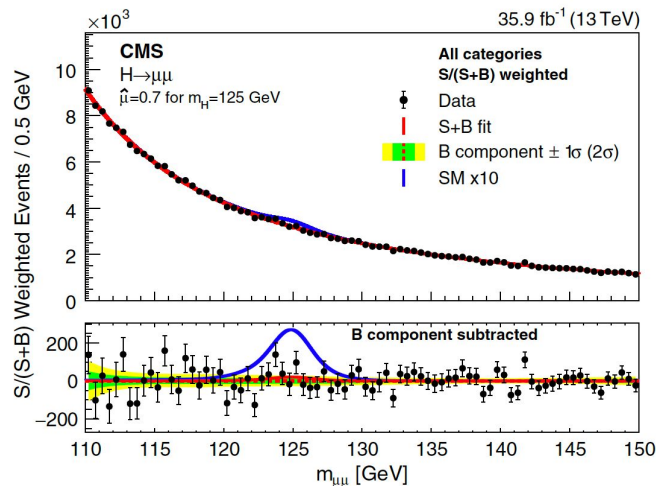 ×10³
35.9 fb⁻¹ (13 TeV)
CMS
H→μμ
μ̂=0.7 for m_H=125 GeV
All categories
S/(S+B) weighted
Data
S+B fit
B component ± 1σ (2σ)
SM x10
S/(S+B) Weighted Events / 0.5 GeV
10
8
6
4
2
0
B component subtracted
200
0
−200
110 115 120 125 130 135 140 145 150
m_μμ [GeV]